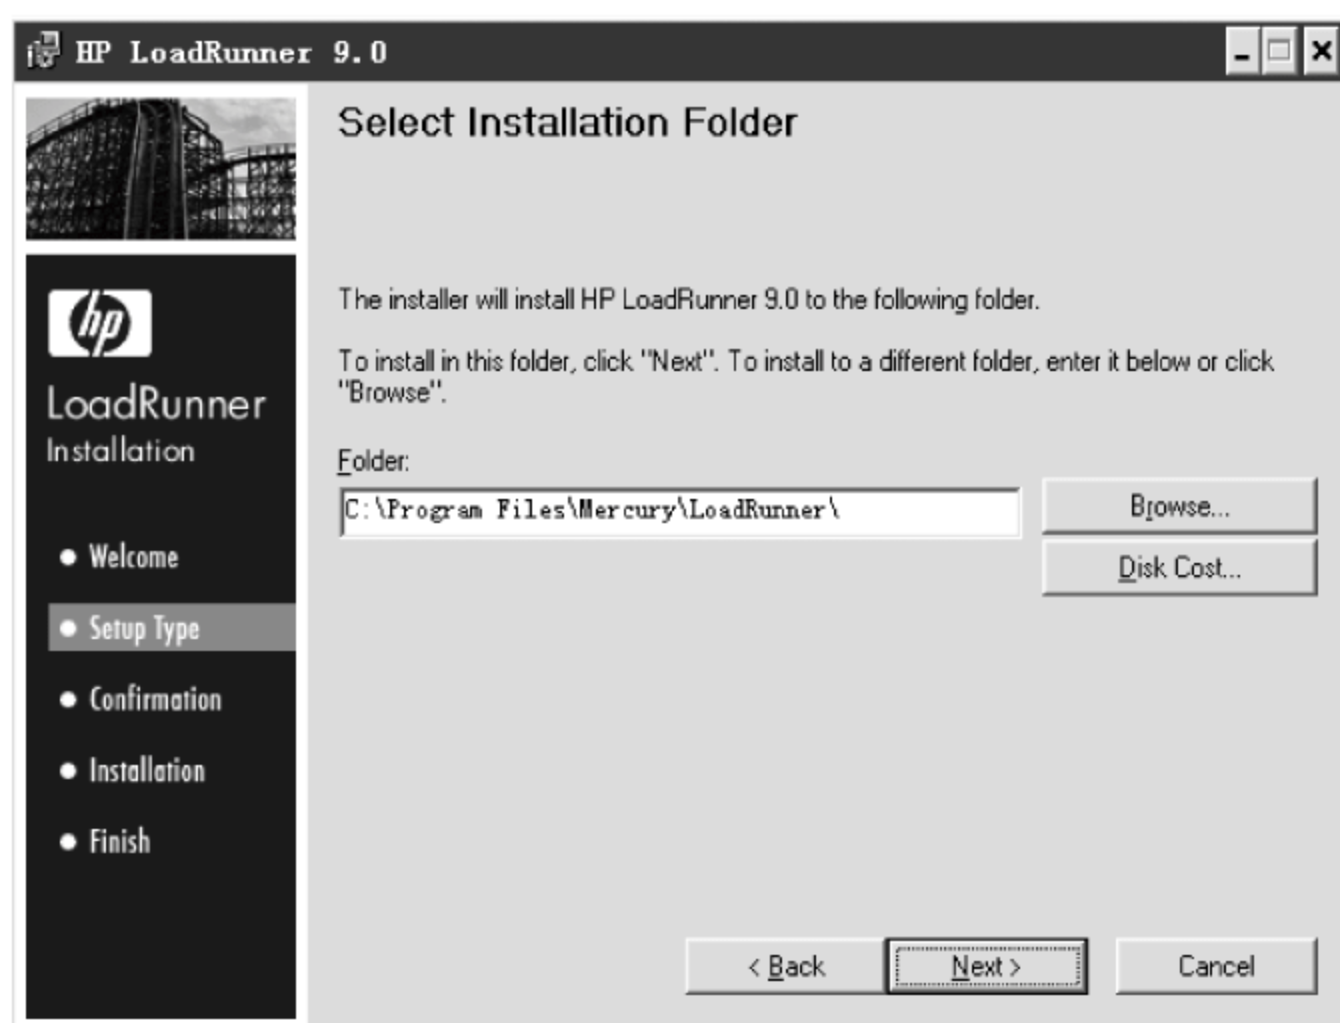 HP LoadRunner 9.0
Select Installation Folder
hp
LoadRunner
Installation
Welcome
Setup Type
Confirmation
Installation
Finish
The installer will install HP LoadRunner 9.0 to the following folder.
To install in this folder, click "Next". To install to a different folder, enter it below or click
"Browse".
Folder:
C:\Program Files\Mercury\LoadRunner\
Browse...
Disk Cost...
< Back
Next >
Cancel